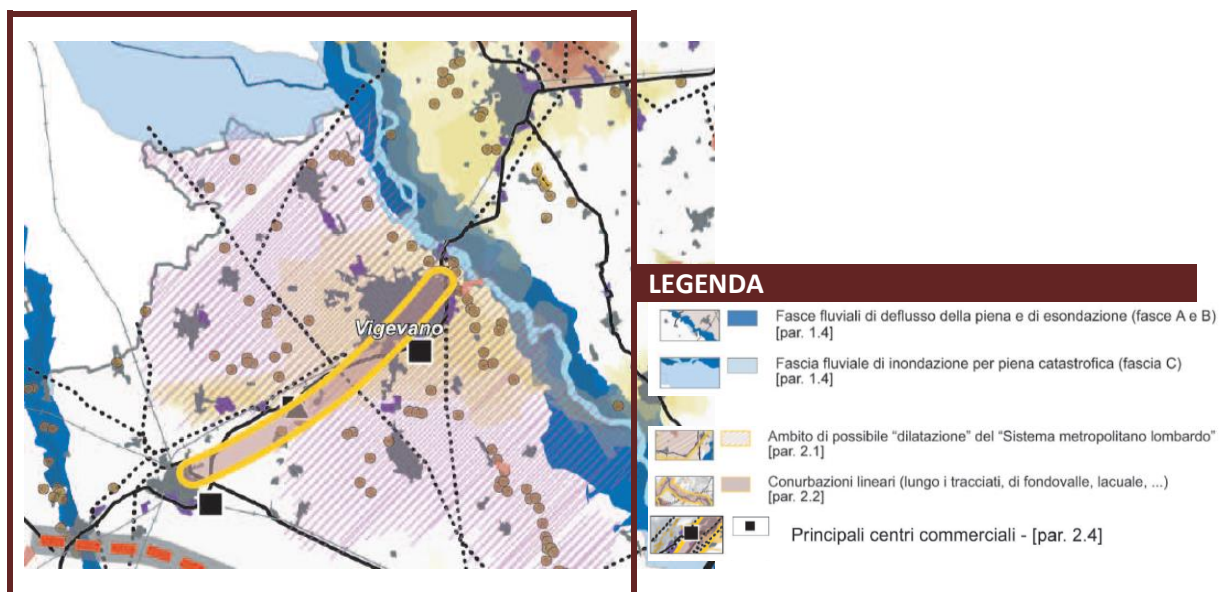 Vigevano
LEGENDA
Fasce fluviali di deflusso della piena e di esondazione (fasce A e B)
[par. 1.4]
Fascia fluviale di inondazione per piena catastrofica (fascia C)
[par. 1.4]
Ambito di possibile “dilatazione” del “Sistema metropolitano lombardo”
[par. 2.1]
Conurbazioni lineari (lungo i tracciati, di fondovalle, lacuale, ...)
[par. 2.2]
Principali centri commerciali - [par. 2.4]